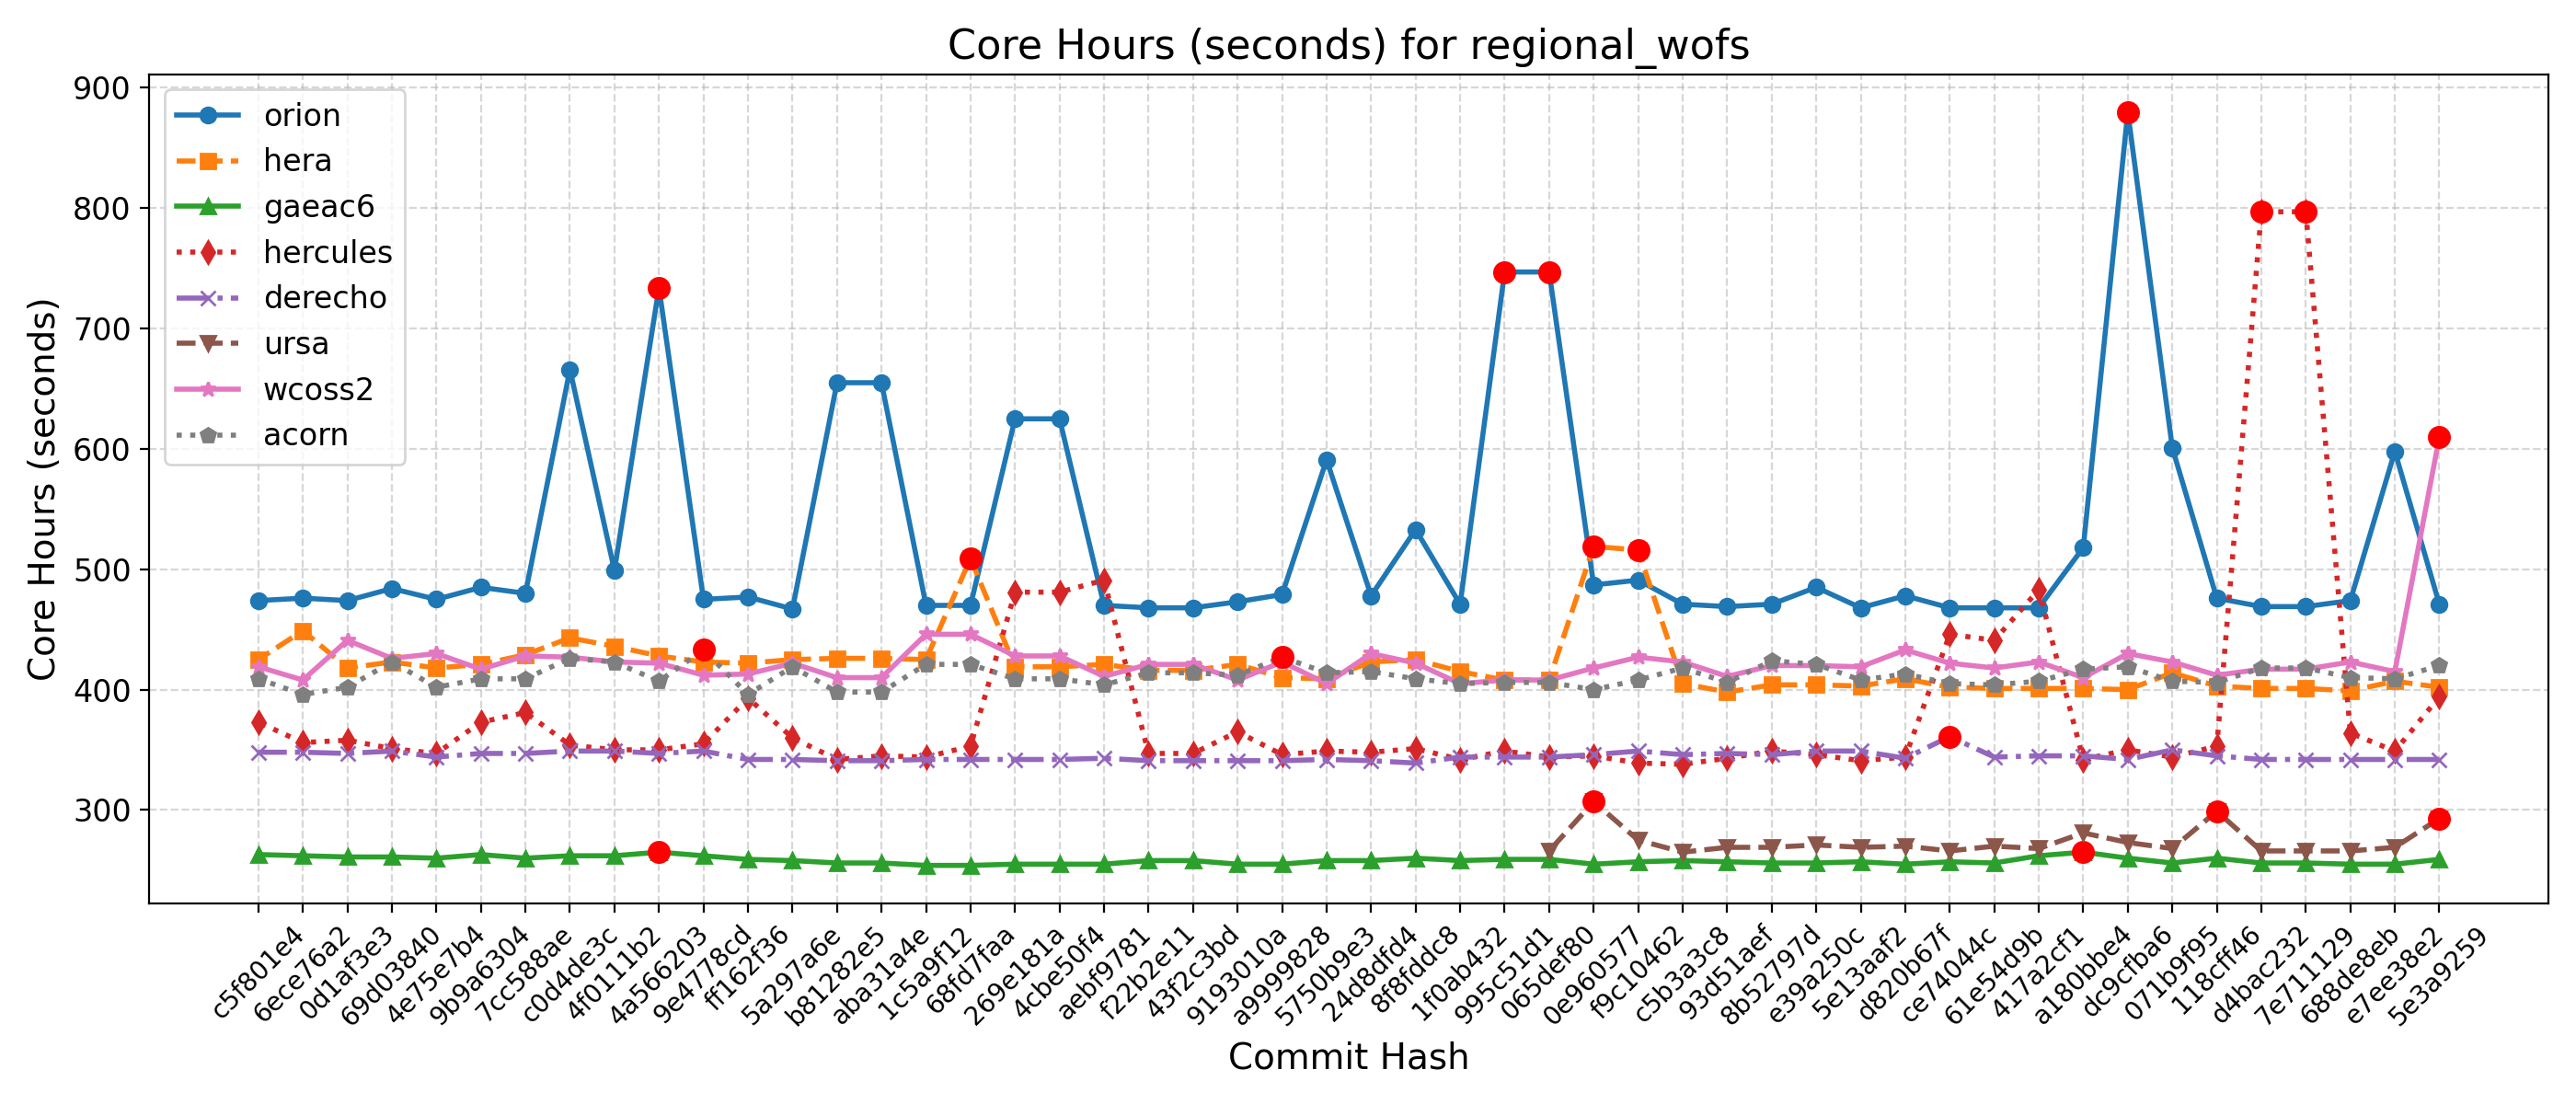 Core Hours (seconds) for regional_wofs
Core Hours (seconds)
900
800
700
600
500
400
300
orion
hera
gaeac6
hercules
derecho
ursa
wcoss2
acorn
c5f801e4
6ece76a2
0d1af3e3
69d03840
4e75e7b4
9b9a6304
7cc588ae
c0d4de3c
4f0111b2
4a566203
9e4778cd
ff162f36
5a297a6e
b81282e5
aba31a4e
1c5a9f12
68fd7faa
269e181a
4cbe50f4
aebf9781
f22b2e11
43f2c3bd
9193010a
a9999828
5750b9e3
24d8dfd4
8f8fddc8
1f0ab432
995c51d1
065def80
0e960577
f9c10462
c5b3a3c8
93d51aef
8b52797d
e39a250c
5e13aaf2
d820b67f
ce74044c
61e54d9b
417a2cf1
a180bbe4
dc9cfba6
071b9f95
118cff46
d4bac232
7e711129
688de8eb
e7ee38e2
5e3a9259
Commit Hash